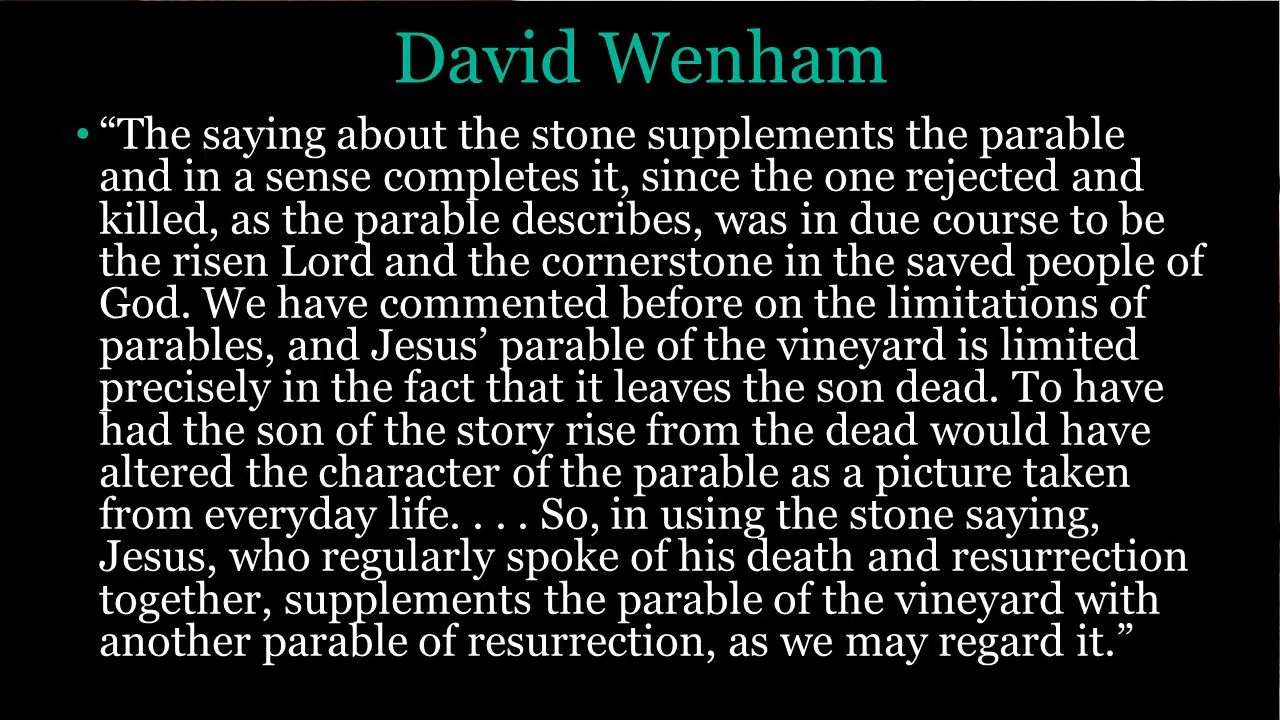 David Wenham
• “The saying about the stone supplements the parable
and in a sense completes it, since the one rejected and
killed, as the parable describes, was in due course to be
the risen Lord and the cornerstone in the saved people of
God. We have commented before on the limitations of
parables, and Jesus’ parable of the vineyard is limited
precisely in the fact that it leaves the son dead. To have
had the son of the story rise from the dead would have
altered the character of the parable as a picture taken
from everyday life. . . . So, in using the stone saying,
Jesus, who regularly spoke of his death and resurrection
together, supplements the parable of the vineyard with
another parable of resurrection, as we may regard it.”